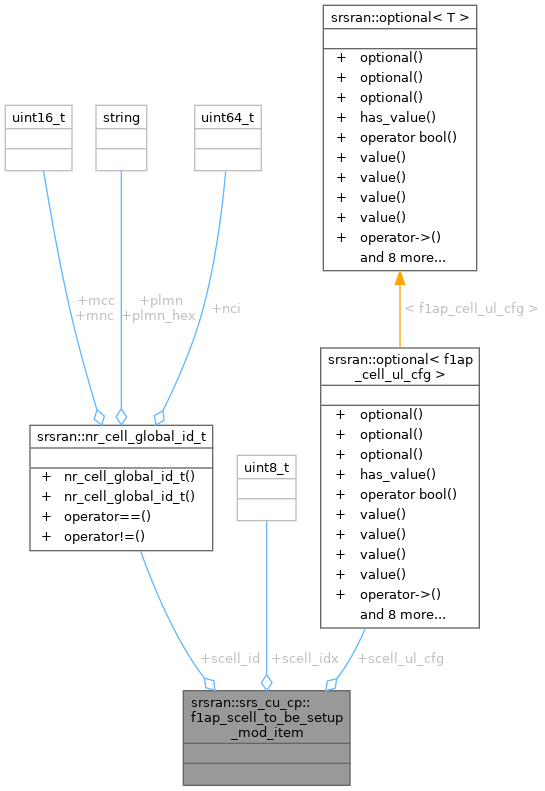 srsran::optional< T >
+ optional()
+ optional()
+ optional()
+ has_value()
+ operator bool()
+ value()
+ value()
+ value()
+ value()
+ operator->()
and 8 more...
uint16_t
string
uint64_t
+mcc
+mnc
+plmn
+plmn_hex
+nci
< f1ap_cell_ul_cfg >
srsran::optional< f1ap
_cell_ul_cfg >
+ optional()
+ optional()
+ optional()
+ has_value()
+ operator bool()
+ value()
+ value()
+ value()
+ value()
+ operator->()
and 8 more...
srsran::nr_cell_global_id_t
+ nr_cell_global_id_t()
+ nr_cell_global_id_t()
+ operator==()
+ operator!=()
uint8_t
+scell_id
+scell_idx
+scell_ul_cfg
srsran::srs_cu_cp::
f1ap_scell_to_be_setup
_mod_item